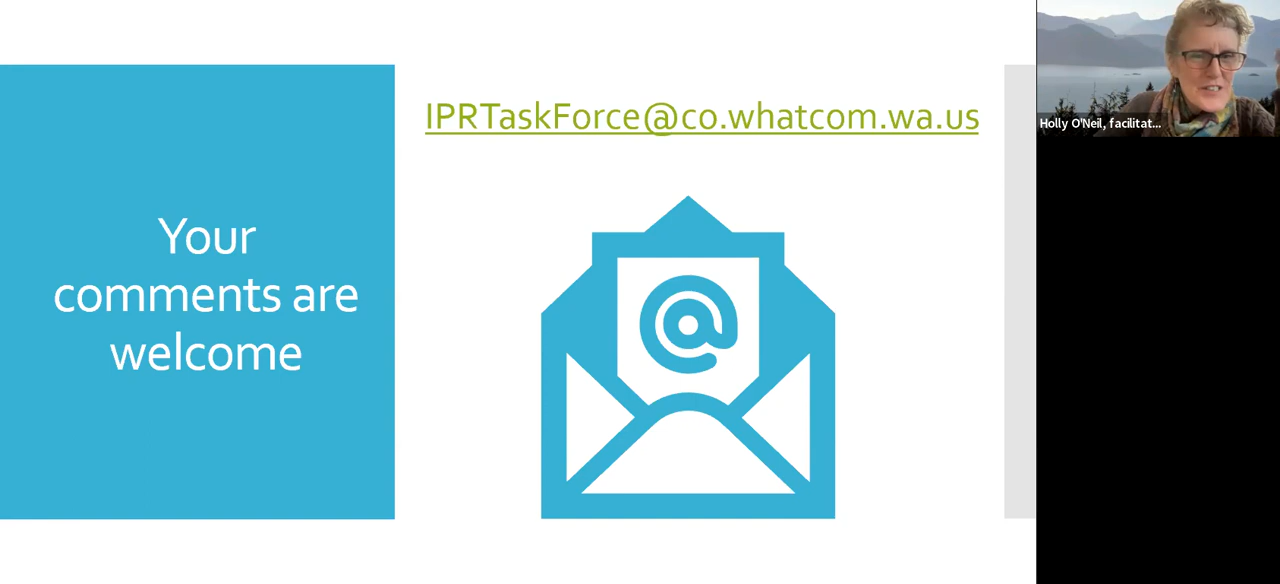 IPRTaskForce@co.whatcom.wa.us
Your
comments are
welcome
Holly O'Neil, facilitat...